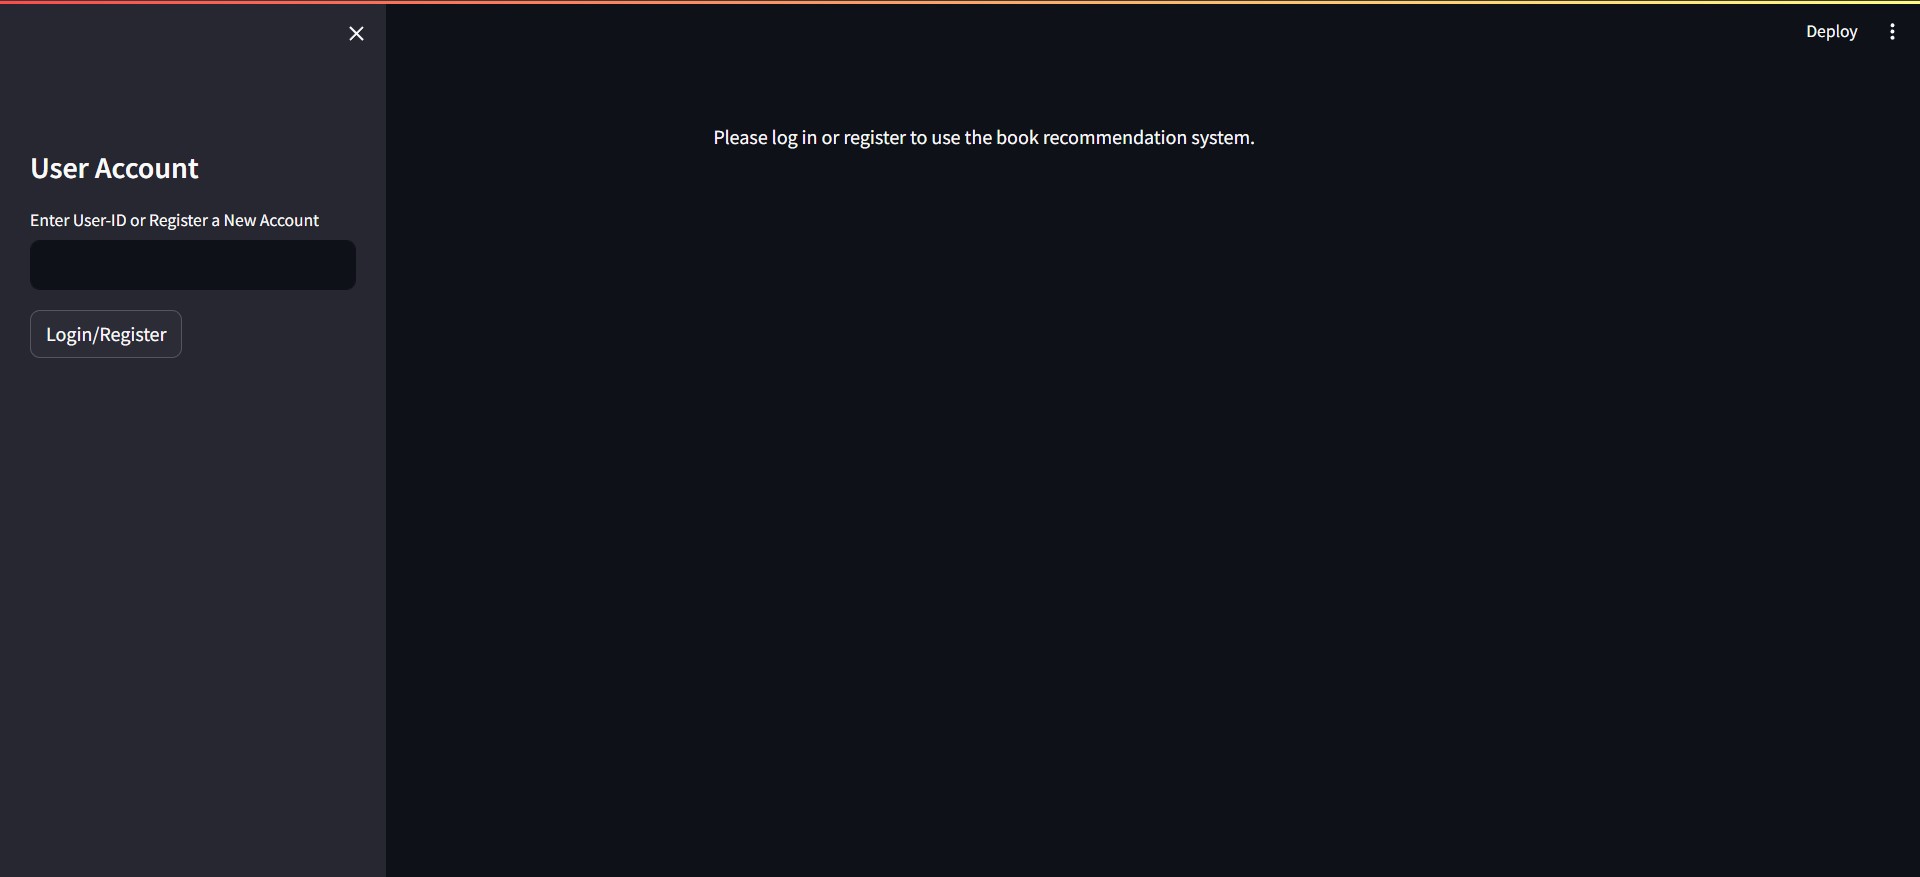 Deploy
Please log in or register to use the book recommendation system.
User Account
Enter User-ID or Register a New Account
Login/Register